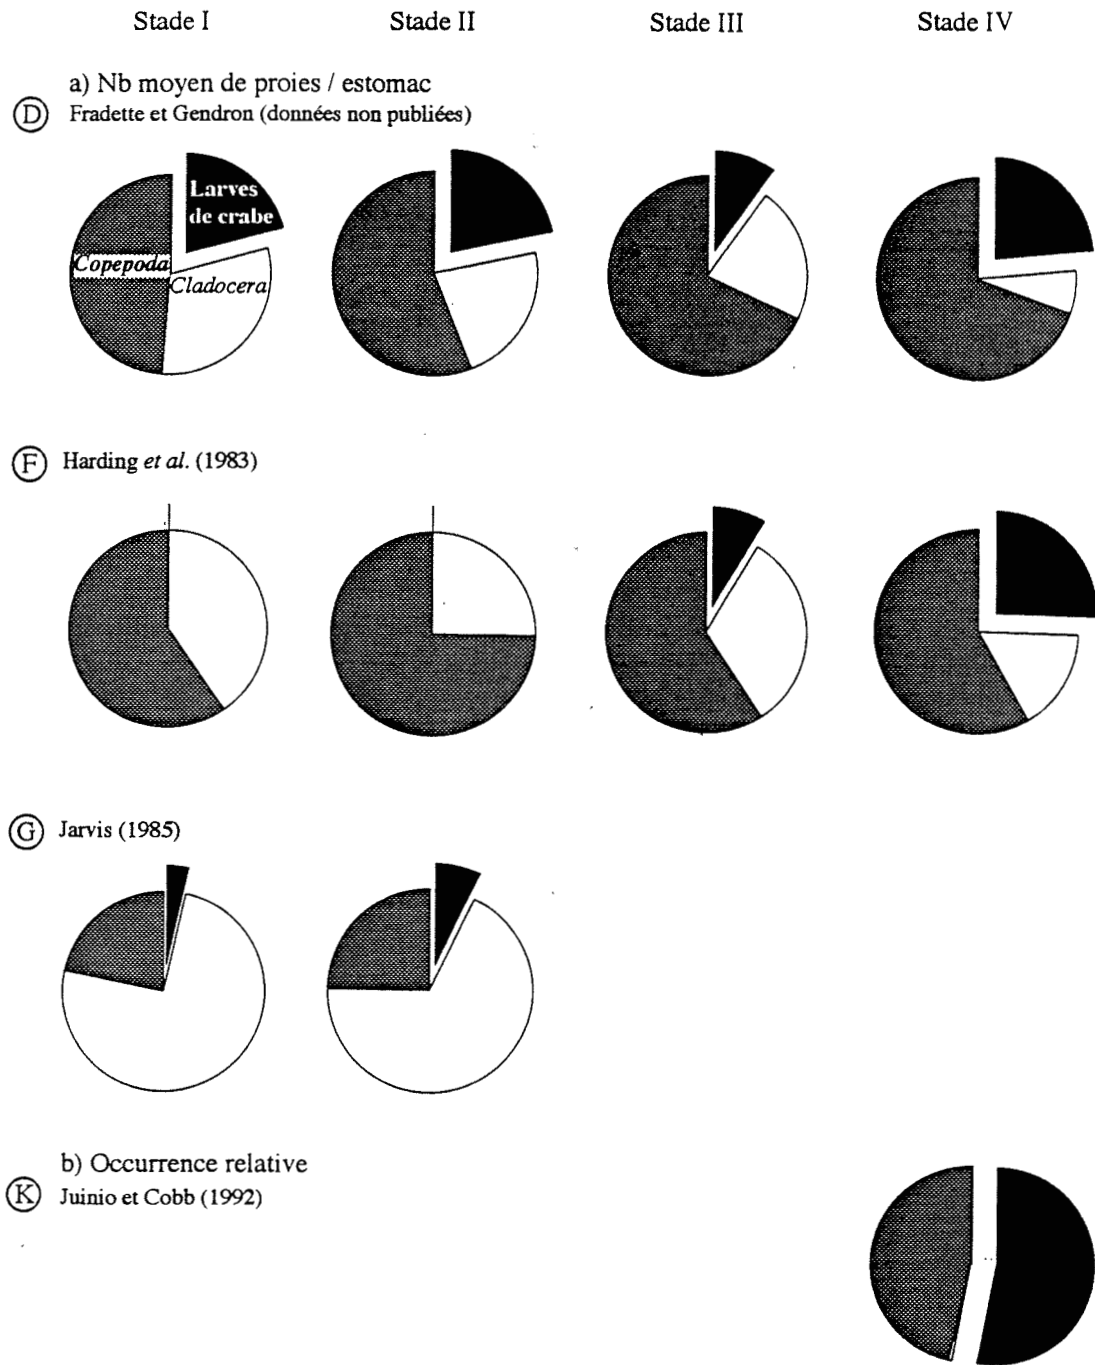 Stade I Stade II Stade III Stade IV
a) Nb moyen de proies / estomac
D Fradette et Gendron (données non publiées)
Larves
de crabe
Copepoda
Cladocera
F Harding et al. (1983)
G Jarvis (1985)
b) Occurrence relative
K Juinio et Cobb (1992)